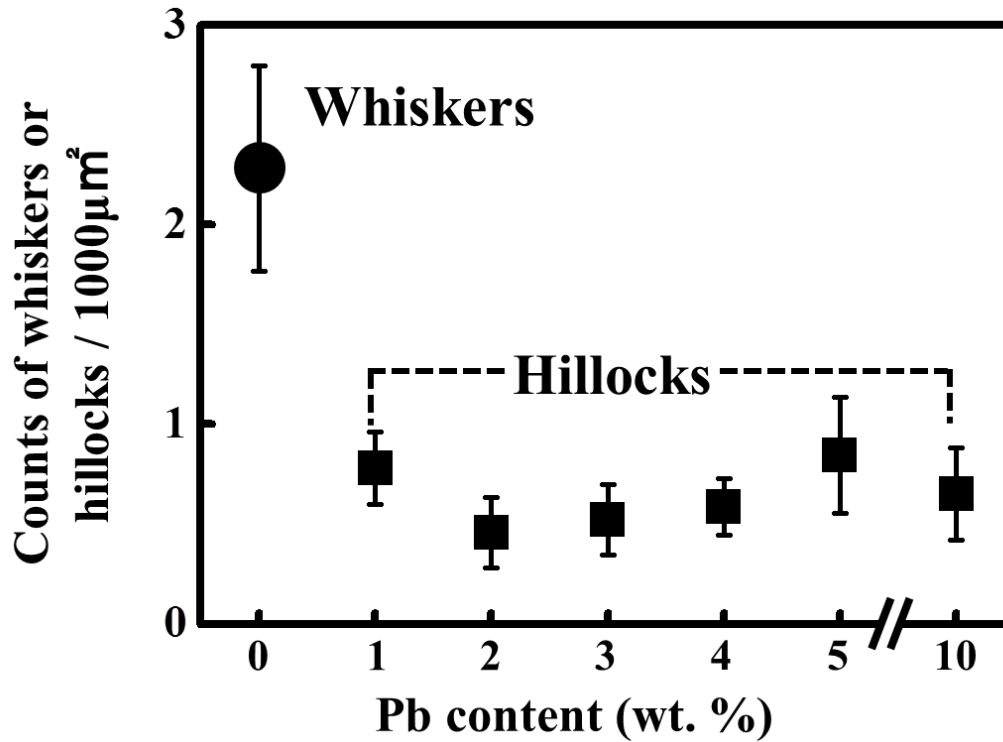 Counts of whiskers or
hillocks / 1000μm²
3
2
1
0
Whiskers
Hillocks
0 1 2 3 4 5 10
Pb content (wt. %)